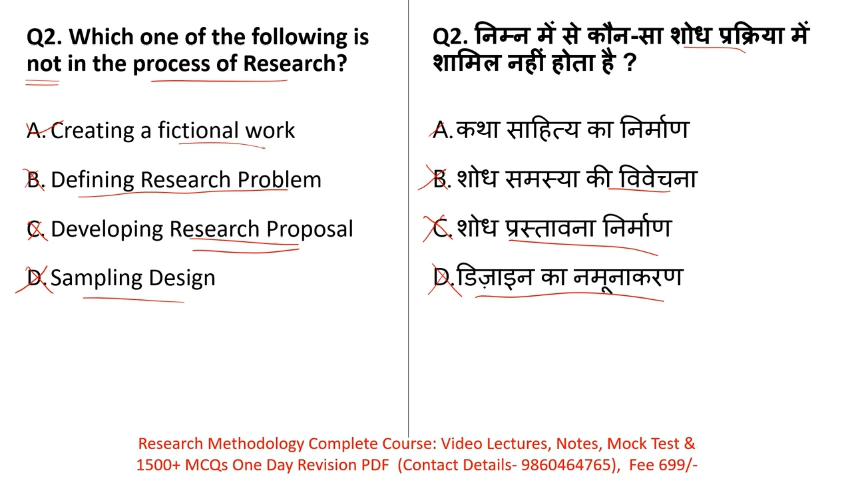 Q2. Which one of the following is
not in the process of Research?
A. Creating a fictional work
B. Defining Research Problem
C. Developing Research Proposal
D. Sampling Design
Q2. निम्न में से कौन-सा शोध प्रक्रिया में
शामिल नहीं होता है ?
A. कथा साहित्य का निर्माण
B. शोध समस्या की विवेचना
C. शोध प्रस्तावना निर्माण
D. डिज़ाइन का नमूनाकरण
Research Methodology Complete Course: Video Lectures, Notes, Mock Test &
1500+ MCQs One Day Revision PDF (Contact Details- 9860464765), Fee 699/-